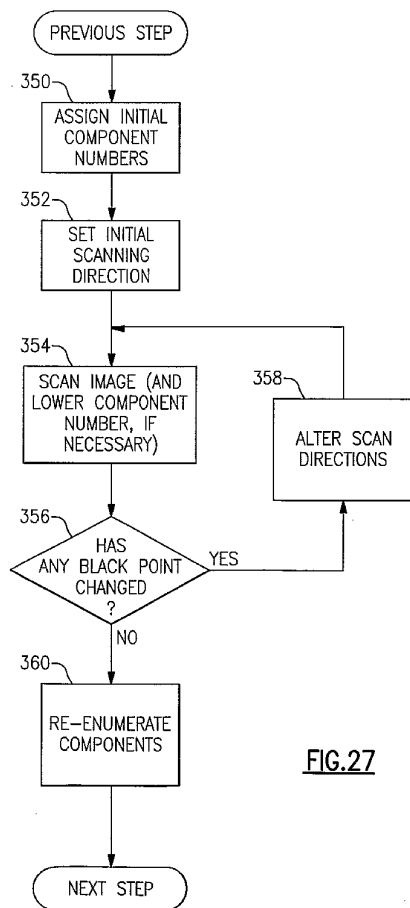 PREVIOUS STEP
350
ASSIGN INITIAL
COMPONENT
NUMBERS
352
SET INITIAL
SCANNING
DIRECTION
354
SCAN IMAGE (AND
LOWER COMPONENT
NUMBER, IF
NECESSARY)
358
ALTER SCAN
DIRECTIONS
356
HAS
ANY BLACK POINT
CHANGED
?
YES
NO
360
RE-ENUMERATE
COMPONENTS
FIG.27
NEXT STEP